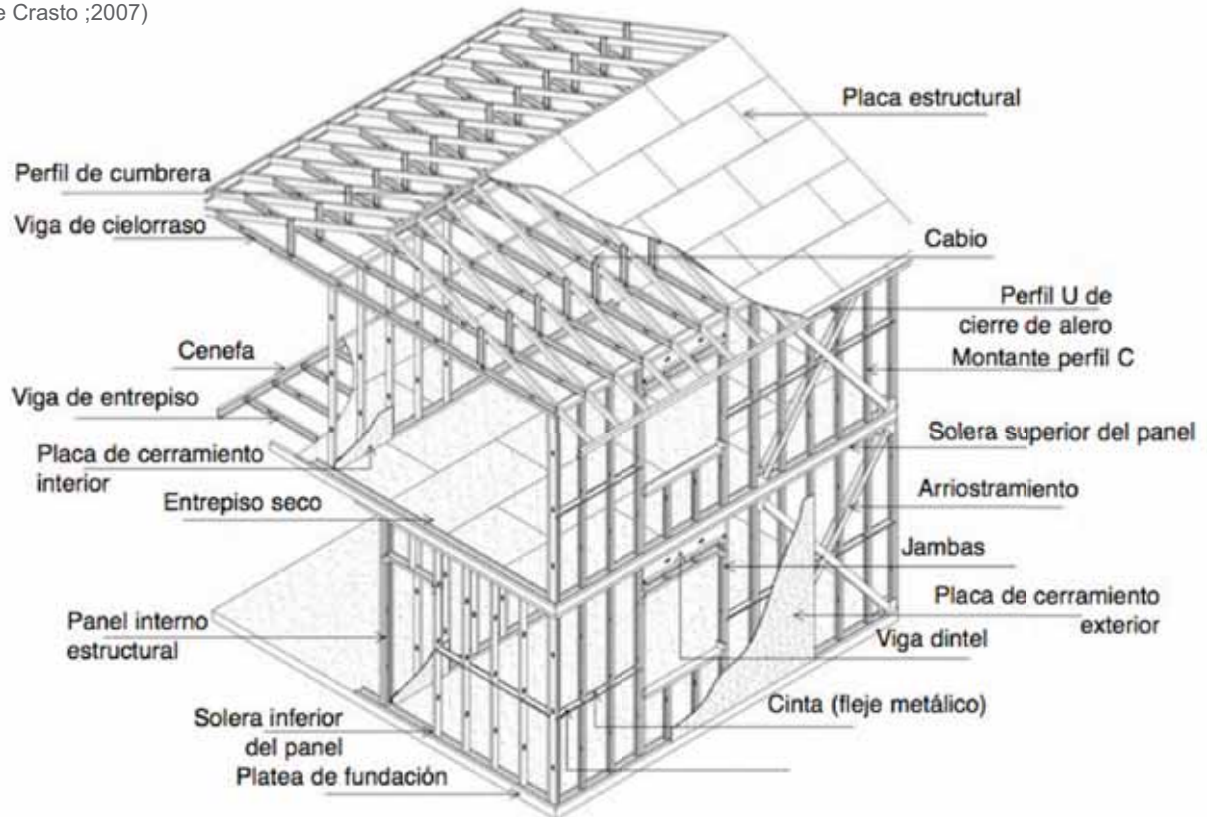 e Crasto ;2007)
Placa estructural
Perfil de cumbrera
Viga de cielorraso
Cabio
Perfil U de
cierre de alero
Montante perfil C
Cenefa
Viga de entrepiso
Solera superior del panel
Placa de cerramiento
interior
Entrepiso seco
Arriostramiento
Jambas
Placa de cerramiento
exterior
Panel interno
estructural
Viga dintel
Cinta (fleje metálico)
Solera inferior
del panel
Platea de fundación